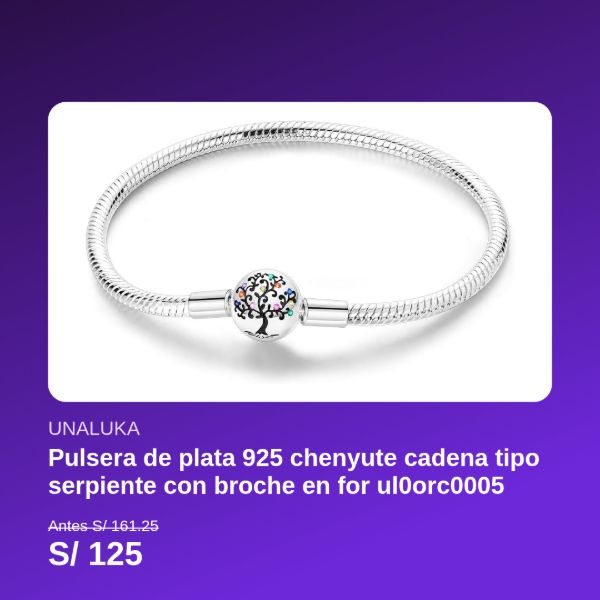 UNALUKA
Pulsera de plata 925 chenyute cadena tipo
serpiente con broche en for ul0orc0005
Antes S/ 161.25
S/ 125